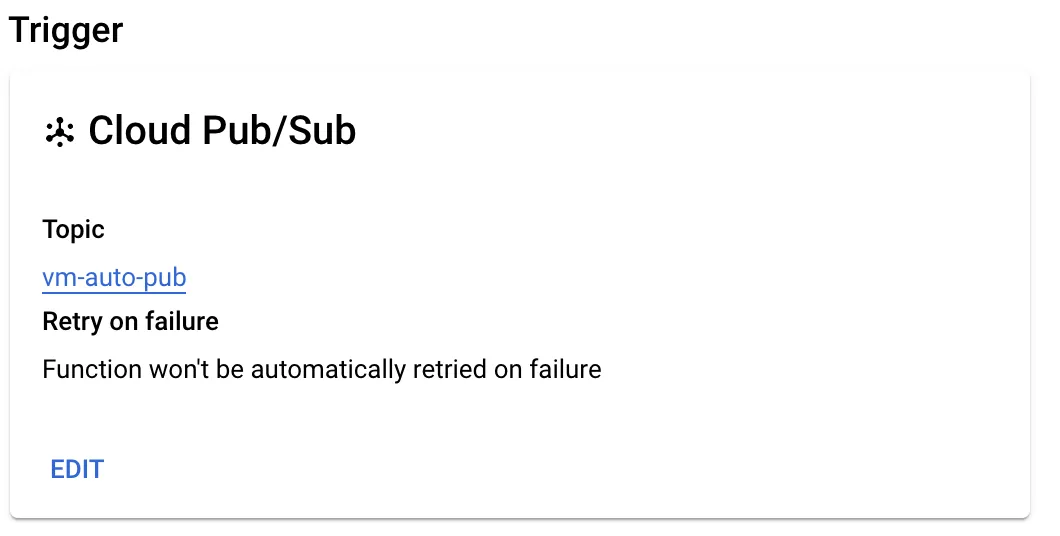 Trigger
Cloud Pub/Sub
Topic
vm-auto-pub
Retry on failure
Function won't be automatically retried on failure
EDIT